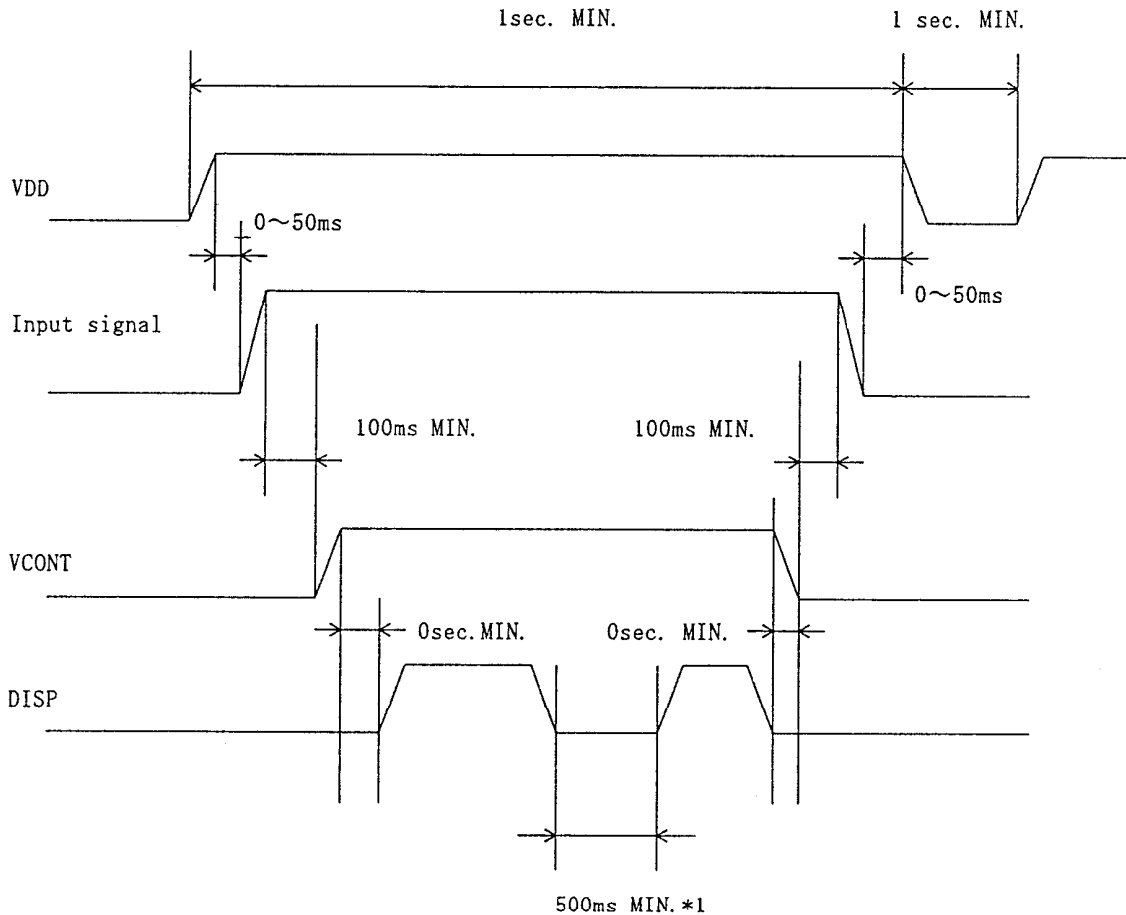 1sec. MIN.
1 sec. MIN.
VDD
0～50ms
0～50ms
Input signal
100ms MIN.
100ms MIN.
VCONT
0sec.MIN.
0sec. MIN.
DISP
500ms MIN.*1